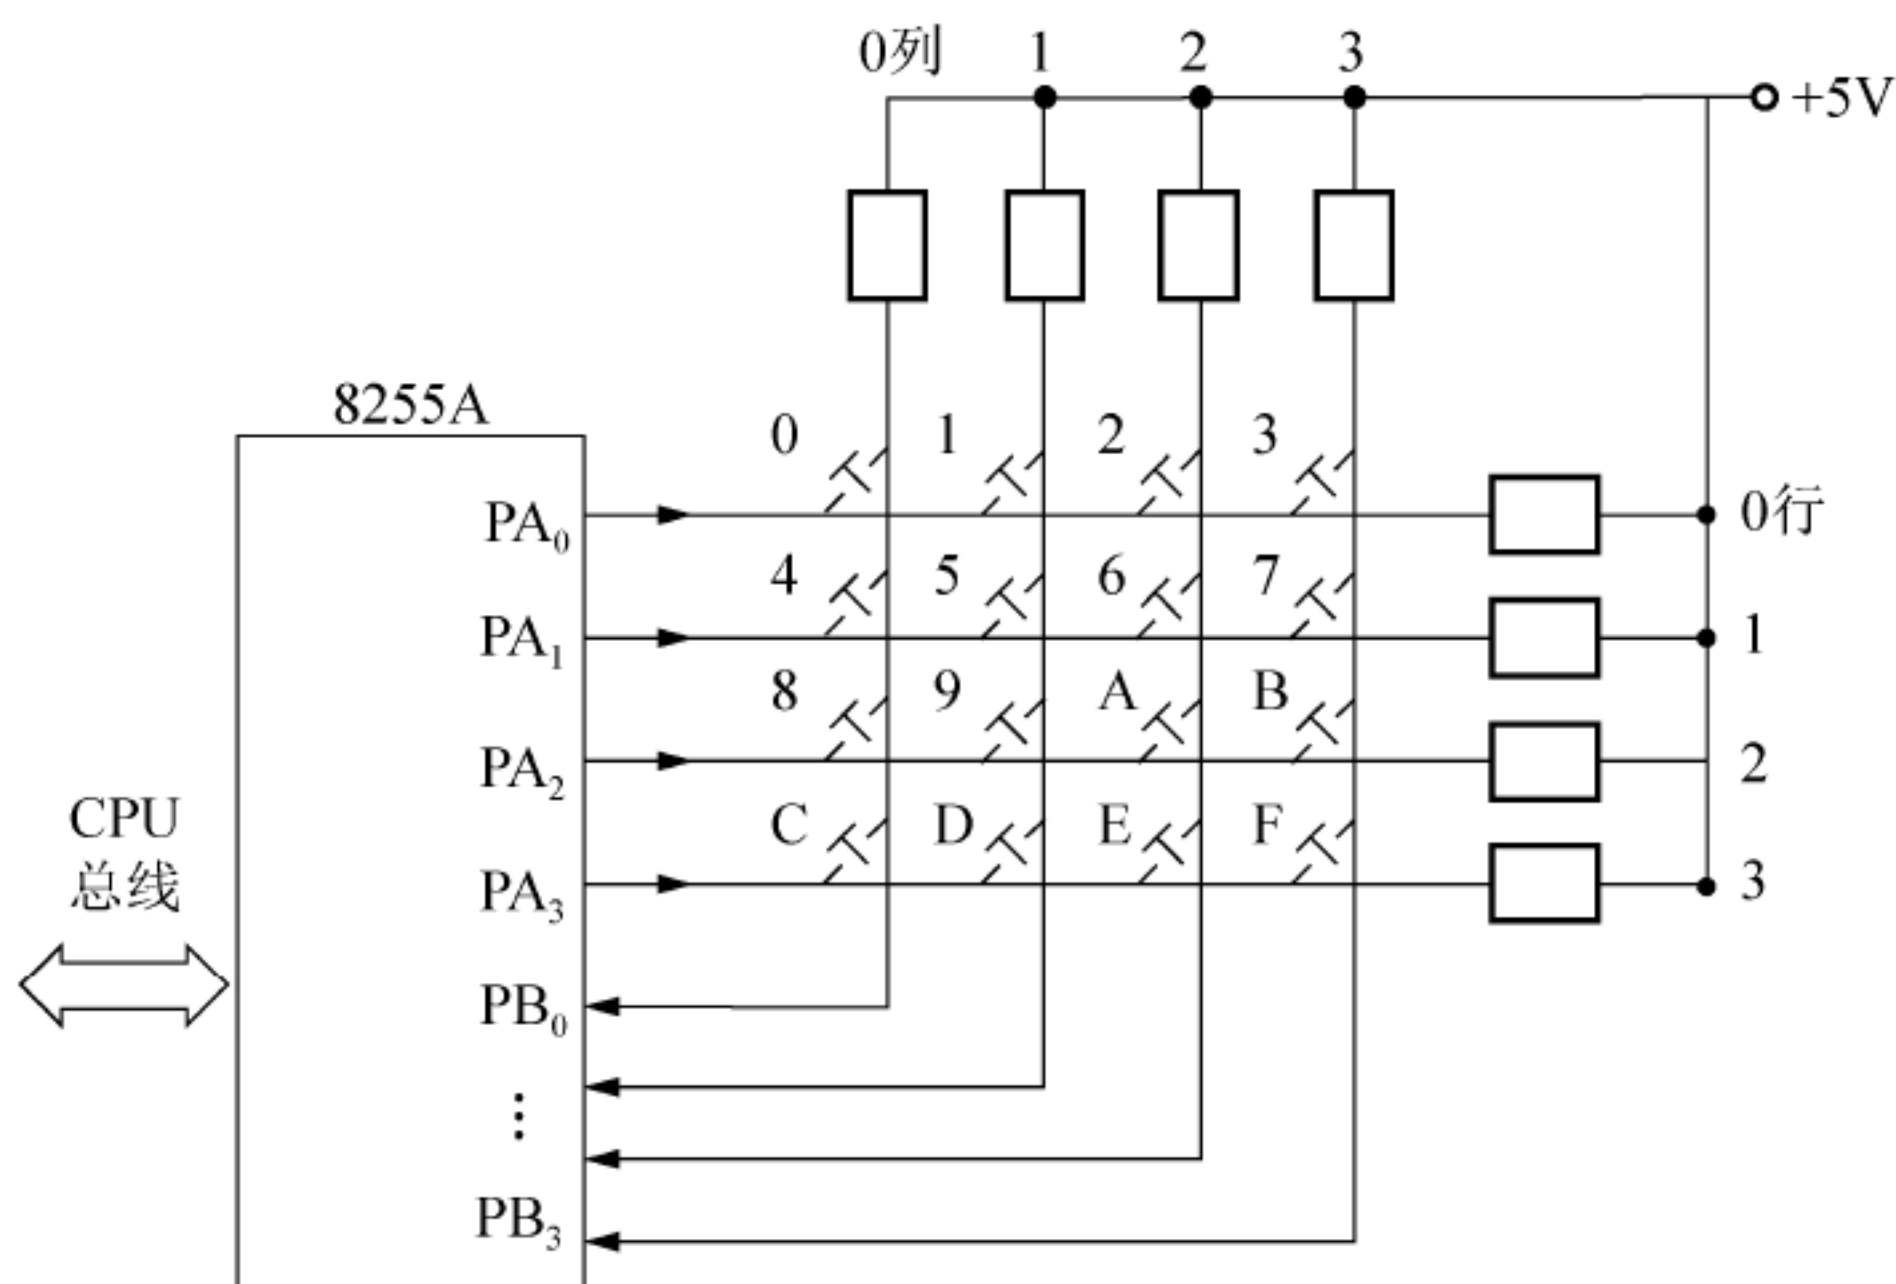 0列 1 2 3
+5V
8255A
0 1 2 3
PA0 0行
4 5 6 7
PA1 1
8 9 A B
PA2 2
CPU
总线
C D E F
PA3 3
PB0
⋮
PB3